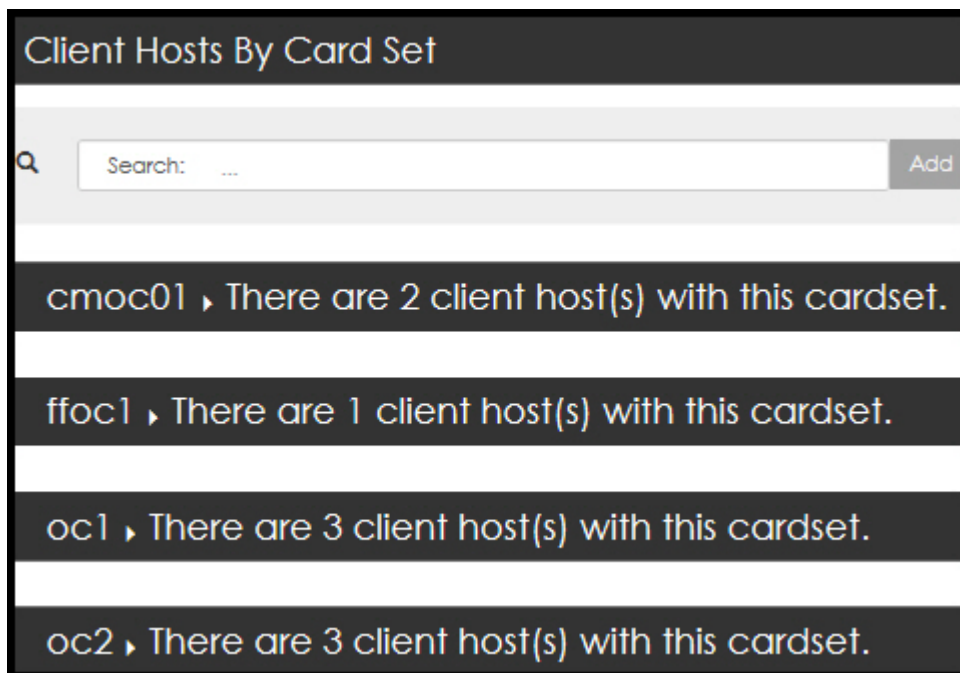 Client Hosts By Card Set
Search: ... Add
cmoc01 ▸ There are 2 client host(s) with this cardset.
ffoc1 ▸ There are 1 client host(s) with this cardset.
oc1 ▸ There are 3 client host(s) with this cardset.
oc2 ▸ There are 3 client host(s) with this cardset.